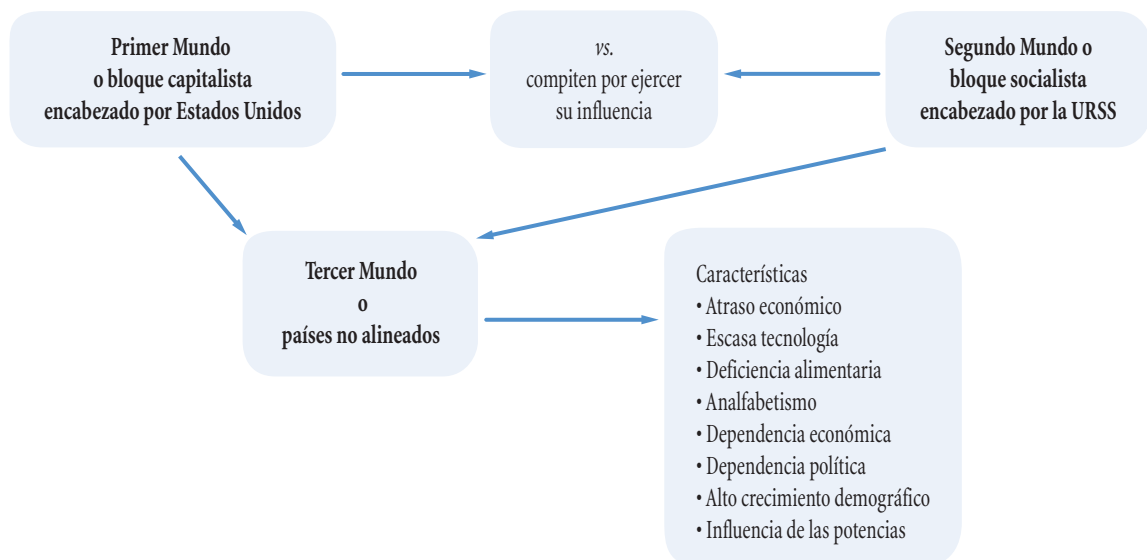 Primer Mundo
o bloque capitalista
encabezado por Estados Unidos
vs.
compiten por ejercer
su influencia
Segundo Mundo o
bloque socialista
encabezado por la URSS
Tercer Mundo
o
países no alineados
Características
• Atraso económico
• Escasa tecnología
• Deficiencia alimentaria
• Analfabetismo
• Dependencia económica
• Dependencia política
• Alto crecimiento demográfico
• Influencia de las potencias